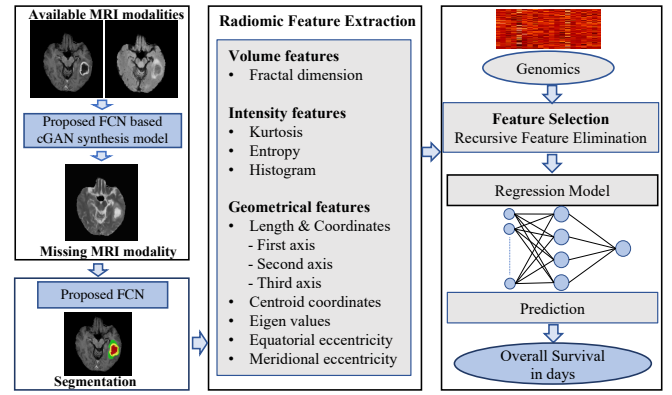 Available MRI modalities
Proposed FCN based
cGAN synthesis model
Missing MRI modality
Proposed FCN
Segmentation
Radiomic Feature Extraction
Volume features
• Fractal dimension
Intensity features
• Kurtosis
• Entropy
• Histogram
Geometrical features
• Length & Coordinates
- First axis
- Second axis
- Third axis
• Centroid coordinates
• Eigen values
• Equatorial eccentricity
• Meridional eccentricity
Genomics
Feature Selection
Recursive Feature Elimination
Regression Model
Prediction
Overall Survival
in days